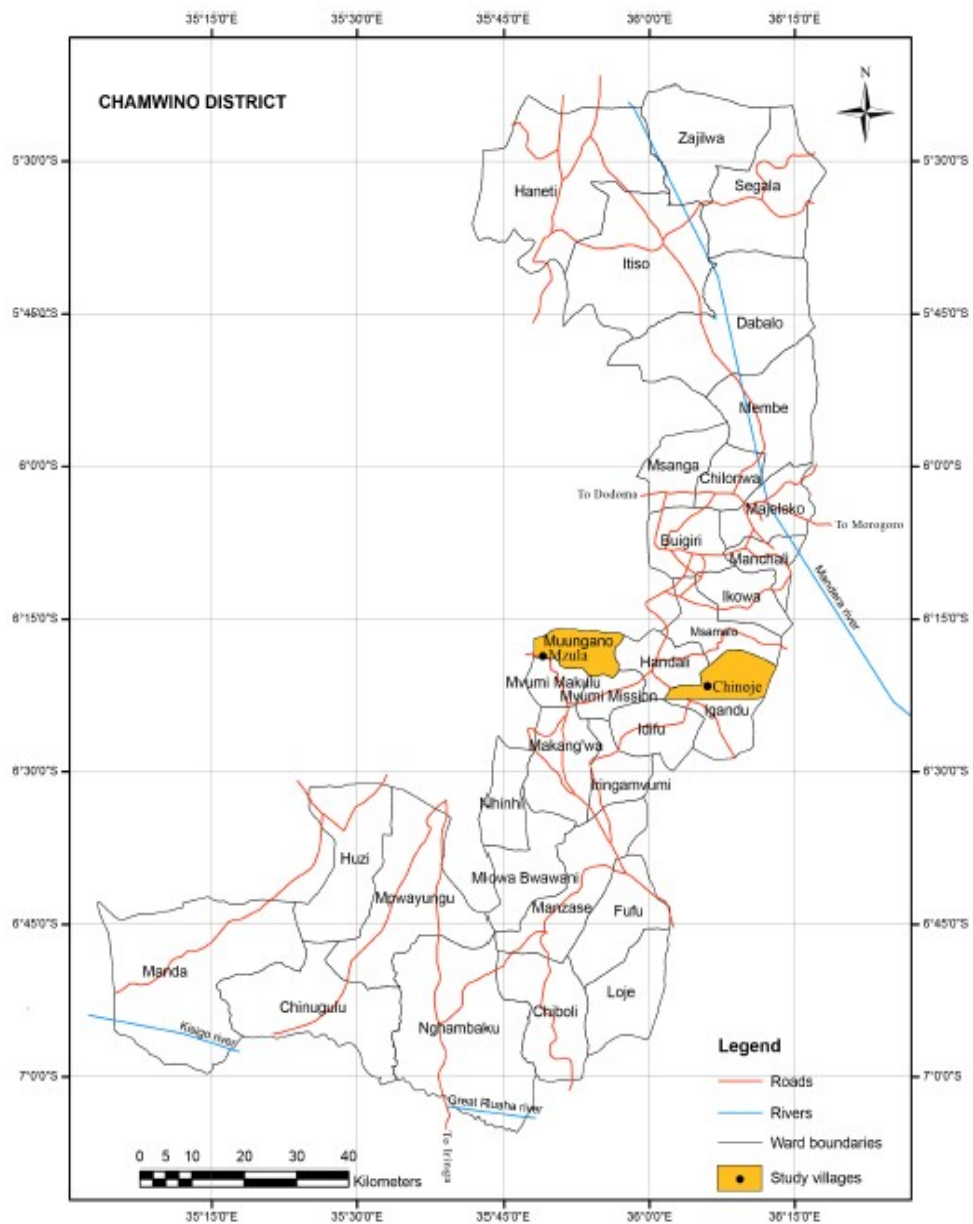 35°15'0"E 35°30'0"E 35°45'0"E 36°0'0"E 36°15'0"E
CHAMWINO DISTRICT
N
Zajilwa
5°30'0"S 5°30'0"S
Segala
Haneti
Itiso
5°45'0"S 5°45'0"S
Dabalo
Membe
6°0'0"S 6°0'0"S
Msanga
Chilonwa
To Dodoma
Majeleko
To Morogoro
Buigiri
Manchali
Mandera river
Ikowa
6°15'0"S 6°15'0"S
Msamalo
Muungano
Mzula
Handali
Mvumi Makulu
Chinoje
Mvumi Mission
Igandu
Idifu
Makang'wa
6°30'0"S 6°30'0"S
Iringamvumi
Nhinhi
Huzi
Mlowa Bwawani
Mpwayungu
Manzase
Fufu
6°45'0"S 6°45'0"S
Manda
Loje
Chinugulu
Chiboli
Nghambaku
Kisigo river
Legend
7°0'0"S 7°0'0"S
Roads
Great Ruaha river
Rivers
To Iringa
Ward boundaries
0 5 10 20 30 40
Kilometers
Study villages
35°15'0"E 35°30'0"E 35°45'0"E 36°0'0"E 36°15'0"E